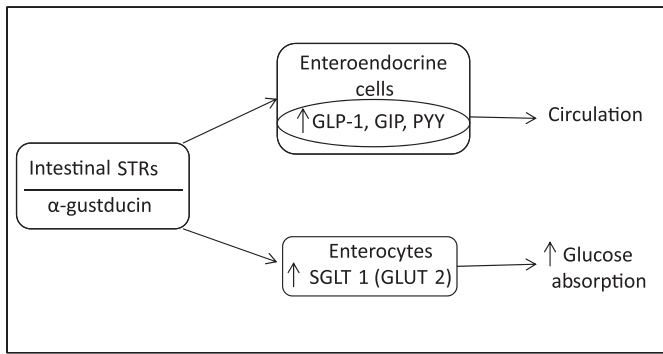 Enteroendocrine
cells
↑ GLP-1, GIP, PYY
Circulation
Intestinal STRs
α-gustducin
Enterocytes
↑ SGLT 1 (GLUT 2)
↑ Glucose
absorption